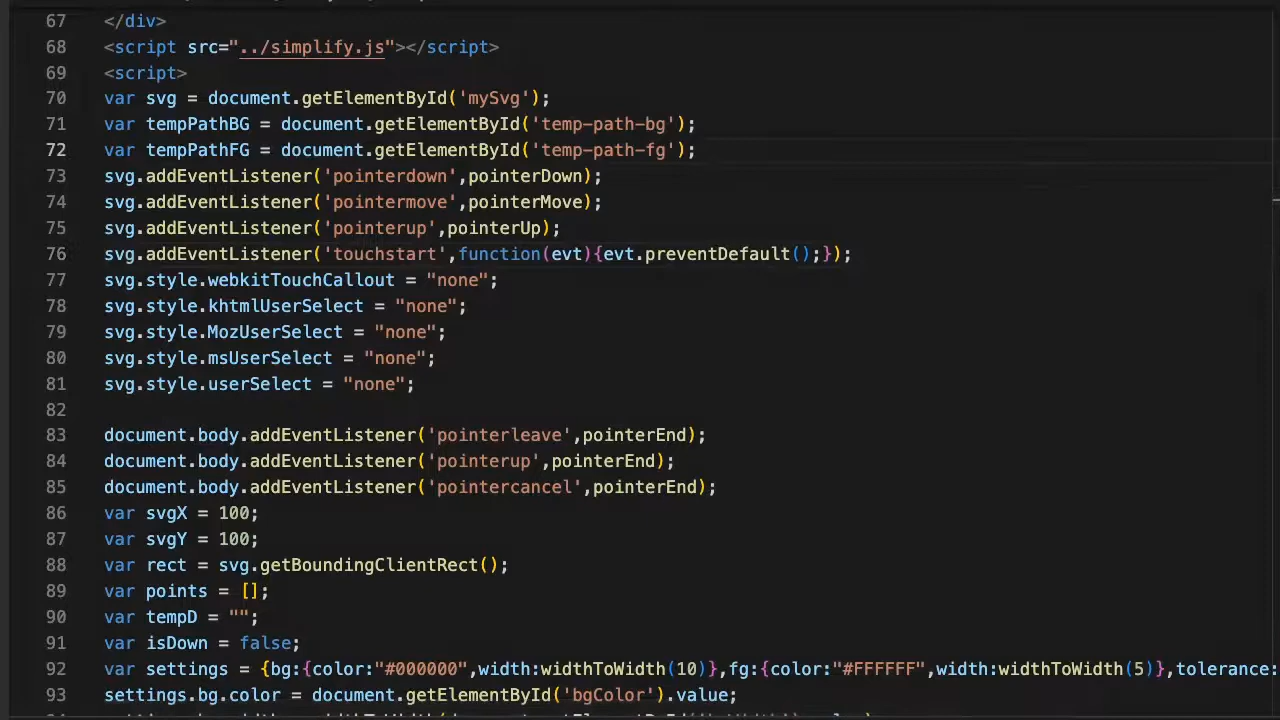 67 </div>
68 <script src="../simplify.js"></script>
69 <script>
70 var svg = document.getElementById('mySvg');
71 var tempPathBG = document.getElementById('temp-path-bg');
72 var tempPathFG = document.getElementById('temp-path-fg');
73 svg.addEventListener('pointerdown',pointerDown);
74 svg.addEventListener('pointermove',pointerMove);
75 svg.addEventListener('pointerup',pointerUp);
76 svg.addEventListener('touchstart',function(evt){evt.preventDefault();});
77 svg.style.webkitTouchCallout = "none";
78 svg.style.khtmlUserSelect = "none";
79 svg.style.MozUserSelect = "none";
80 svg.style.msUserSelect = "none";
81 svg.style.userSelect = "none";
82
83 document.body.addEventListener('pointerleave',pointerEnd);
84 document.body.addEventListener('pointerup',pointerEnd);
85 document.body.addEventListener('pointercancel',pointerEnd);
86 var svgX = 100;
87 var svgY = 100;
88 var rect = svg.getBoundingClientRect();
89 var points = [];
90 var tempD = "";
91 var isDown = false;
92 var settings = {bg:{color:"#000000",width:widthToWidth(10)},fg:{color:"#FFFFFF",width:widthToWidth(5)},tolerance:
93 settings.bg.color = document.getElementById('bgColor').value;